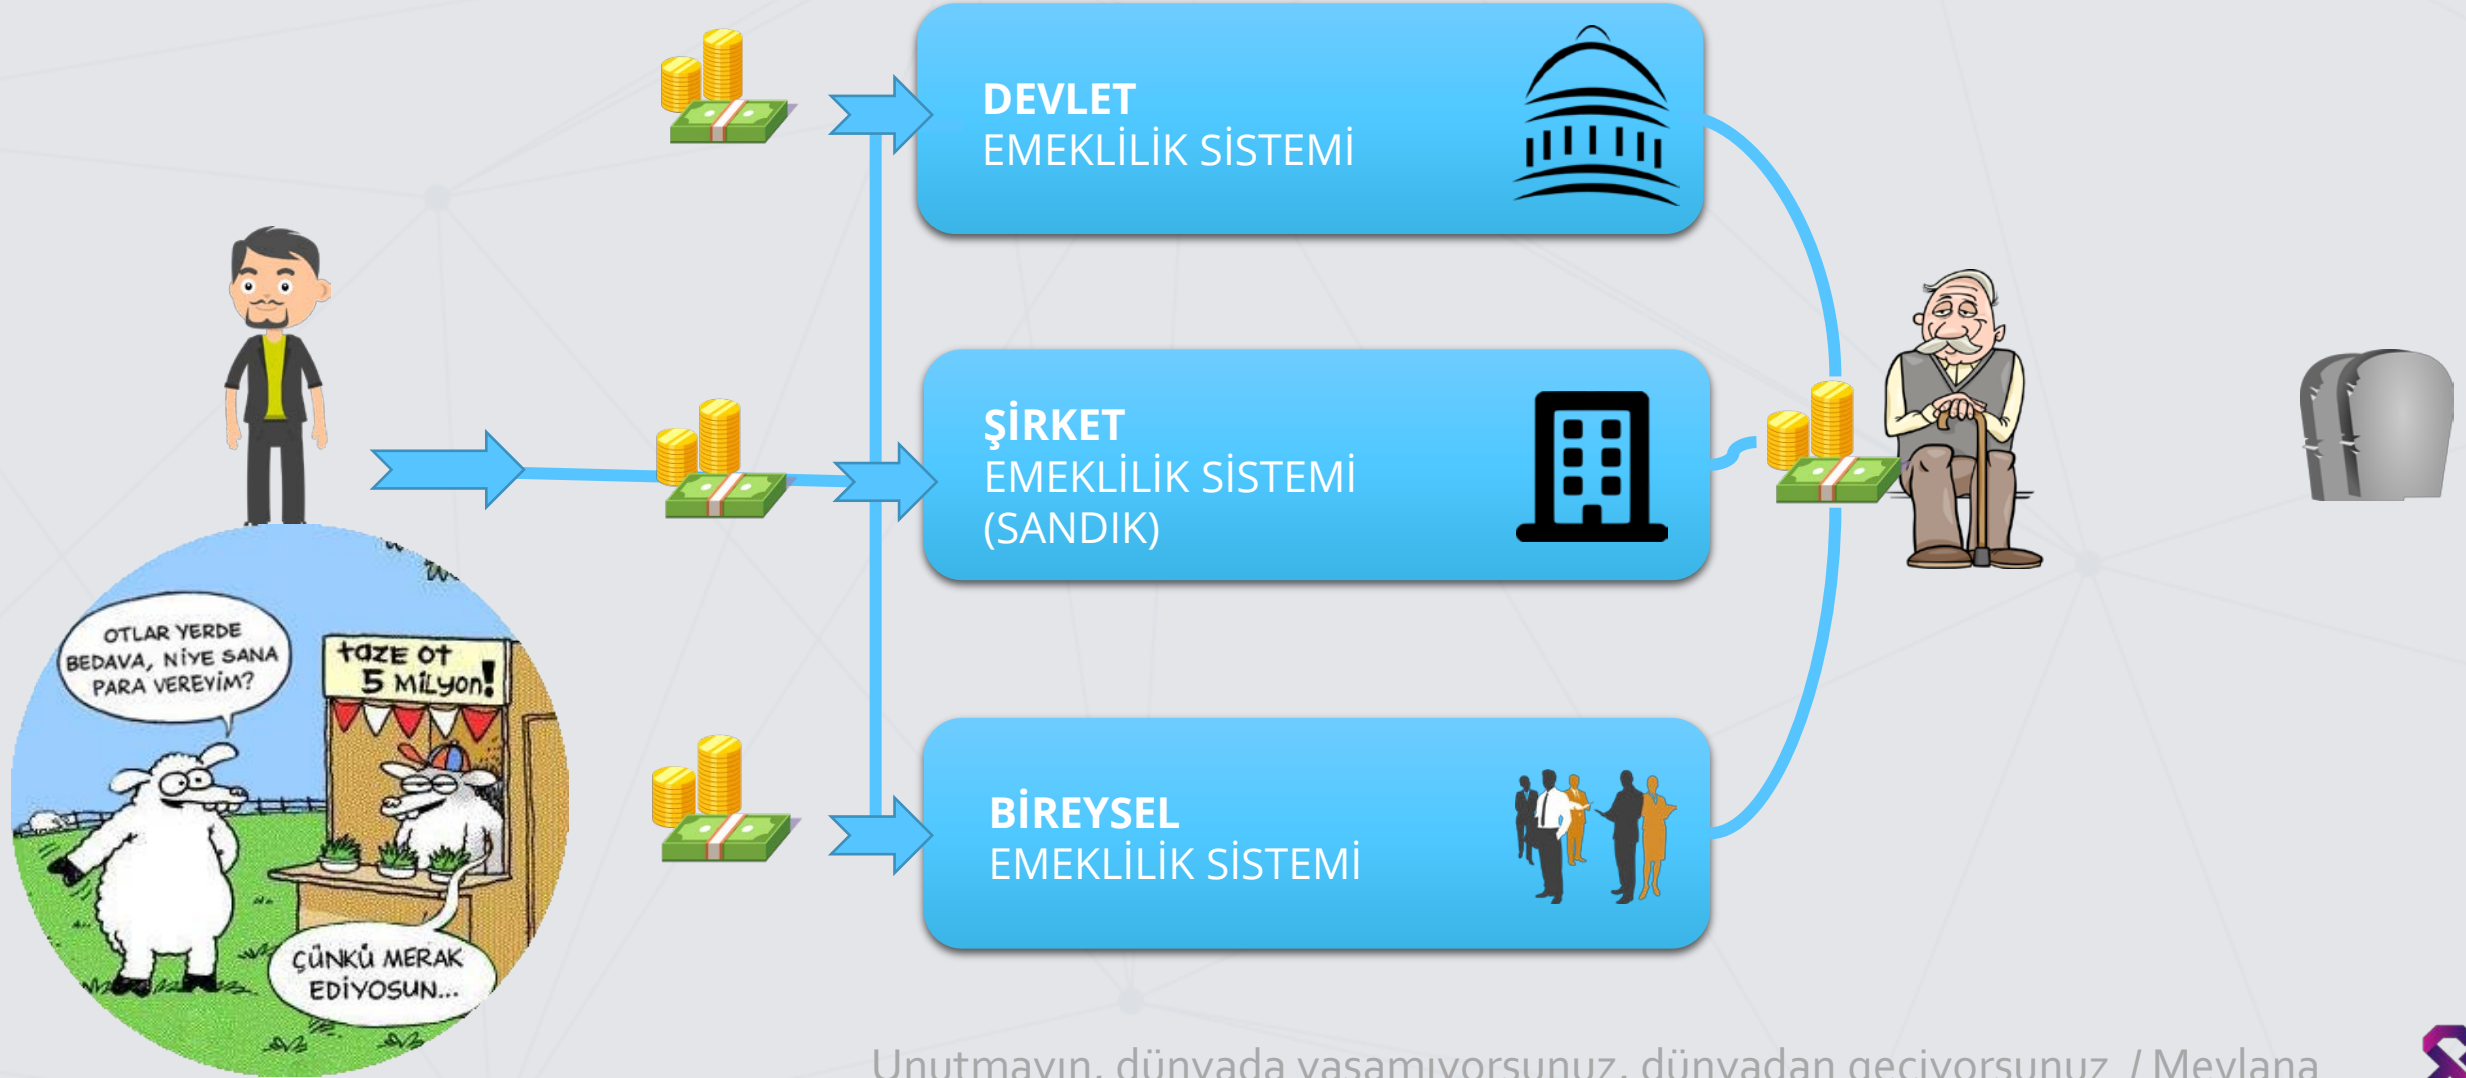 DEVLET
EMEKLİLİK SİSTEMİ
ŞİRKET
EMEKLİLİK SİSTEMİ
(SANDIK)
BİREYSEL
EMEKLİLİK SİSTEMİ
OTLAR YERDE
BEDAVA, NİYE SANA
PARA VEREYİM?
taze ot
5 Milyon!
ÇÜNKÜ MERAK
EDİYOSUN...
Unutmayın, dünyada yaşamıyorsunuz, dünyadan geçiyorsunuz / Mevlana